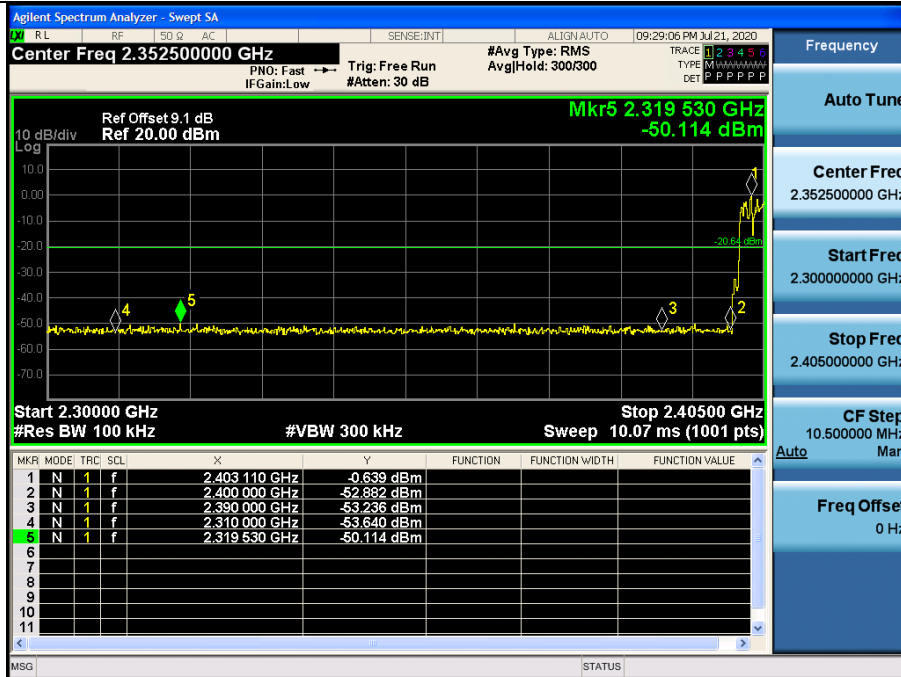 Agilent Spectrum Analyzer - Swept SA
LXI RL RF 50 Ω AC SENSE:INT ALIGN AUTO 09:29:06 PM Jul 21, 2020
Center Freq 2.352500000 GHz
PNO: Fast
IFGain:Low
Trig: Free Run
#Atten: 30 dB
#Avg Type: RMS
Avg|Hold: 300/300
TRACE 1 2 3 4 5 6
TYPE M WWWWW
DET P P P P P P
Mkr5 2.319 530 GHz
-50.114 dBm
Ref Offset 9.1 dB
10 dB/div Ref 20.00 dBm
Log
1
10.0
0.00
-10.0
-20.0
-20.64 dBm
-30.0
-40.0
4 5 3 2
-50.0
-60.0
-70.0
Start 2.30000 GHz Stop 2.40500 GHz
#Res BW 100 kHz #VBW 300 kHz Sweep 10.07 ms (1001 pts)
MKR MODE TRC SCL X Y FUNCTION FUNCTION WIDTH FUNCTION VALUE
1 N 1 f 2.403 110 GHz -0.639 dBm
2 N 1 f 2.400 000 GHz -52.882 dBm
3 N 1 f 2.390 000 GHz -53.236 dBm
4 N 1 f 2.310 000 GHz -53.640 dBm
5 N 1 f 2.319 530 GHz -50.114 dBm
6
7
8
9
10
11
MSG STATUS
Frequency
Auto Tune
Center Freq
2.352500000 GHz
Start Freq
2.300000000 GHz
Stop Freq
2.405000000 GHz
CF Step
10.500000 MHz
Auto Man
Freq Offset
0 Hz